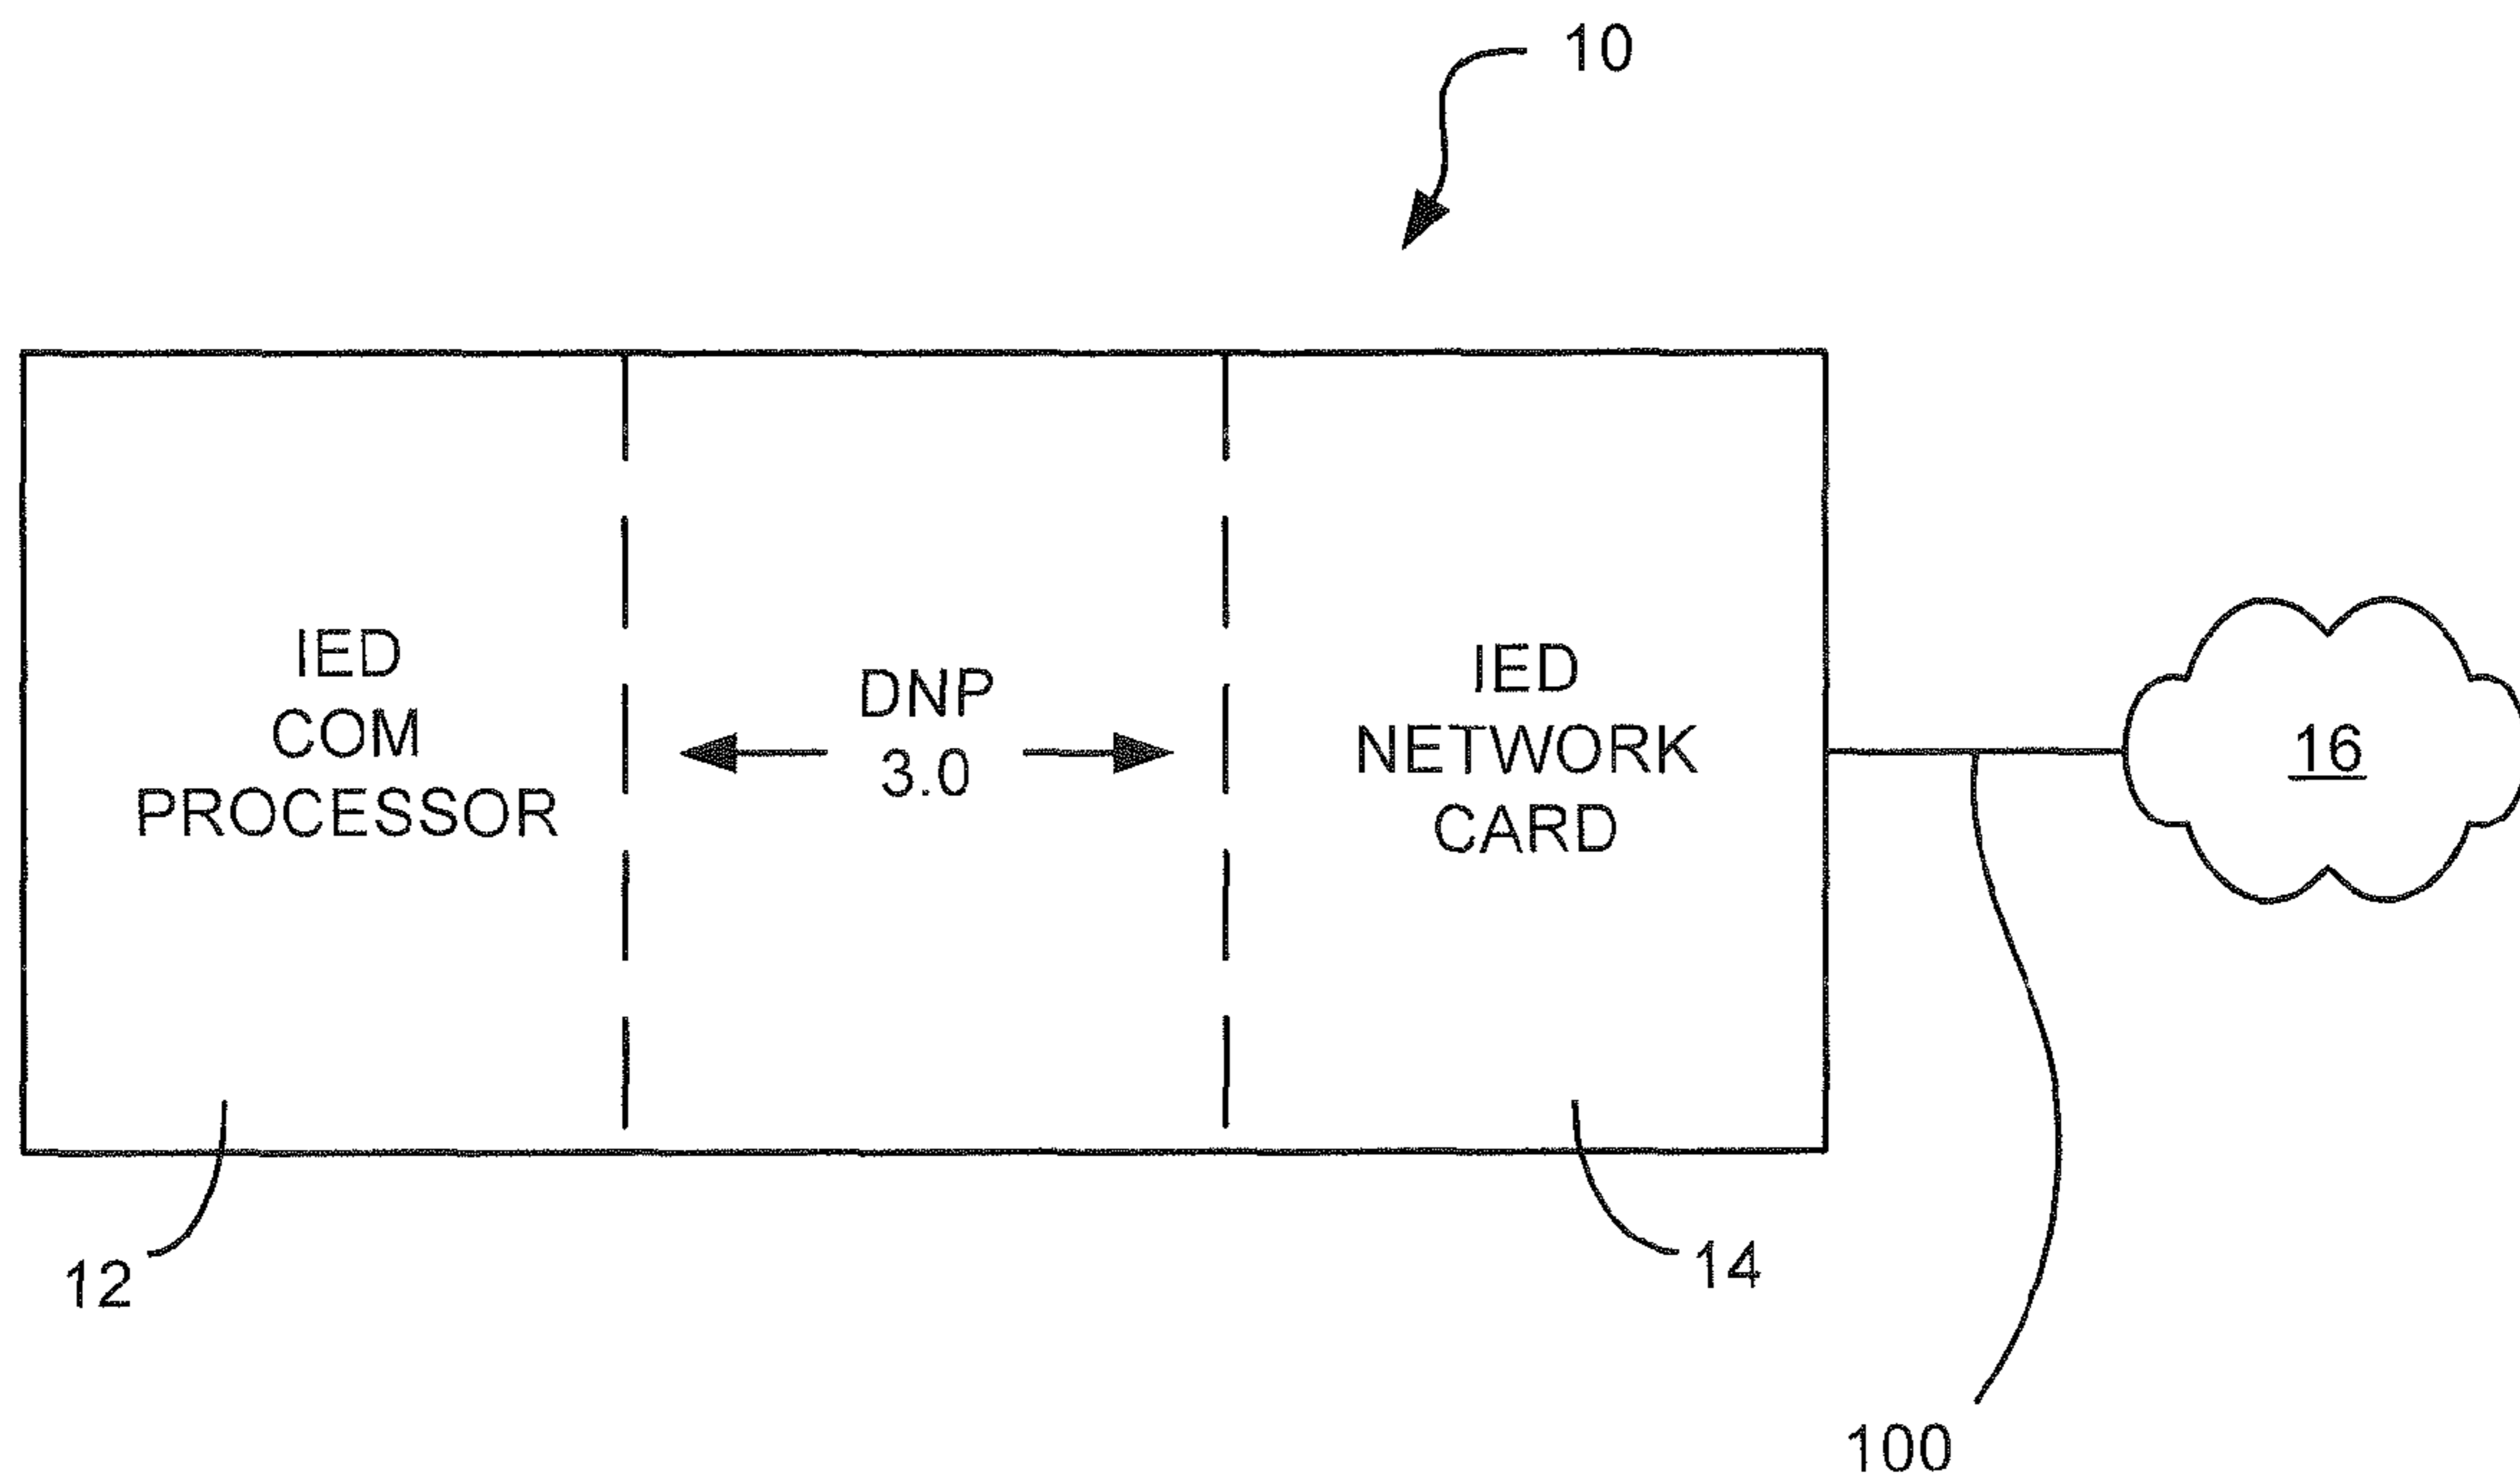 10
IED
COM
PROCESSOR
DNP
3.0
IED
NETWORK
CARD
16
12
14
100